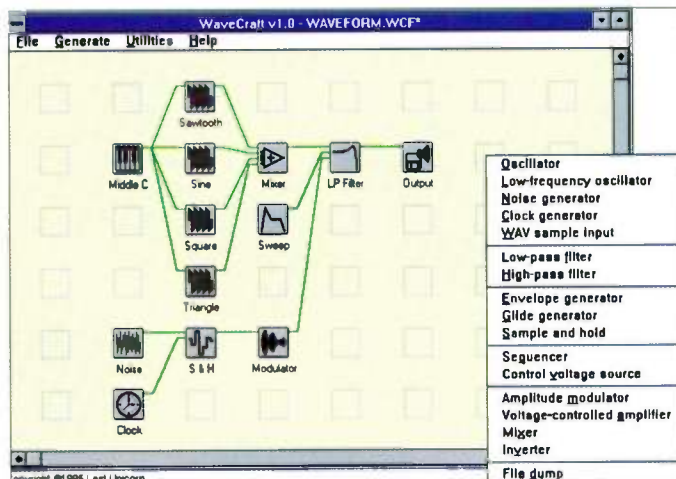 WaveCraft v1.0 - WAVEFORM.WCF*
File Generate Utilities Help
Sawtooth
Middle C Sine Mixer LP Filter Output
Square Sweep
Triangle
Noise S & H Modulator
Clock
Oscillator
Low-frequency oscillator
Noise generator
Clock generator
WAV sample input
Low-pass filter
High-pass filter
Envelope generator
Glide generator
Sample and hold
Sequencer
Control voltage source
Amplitude modulator
Voltage-controlled amplifier
Mixer
Inverter
File dump